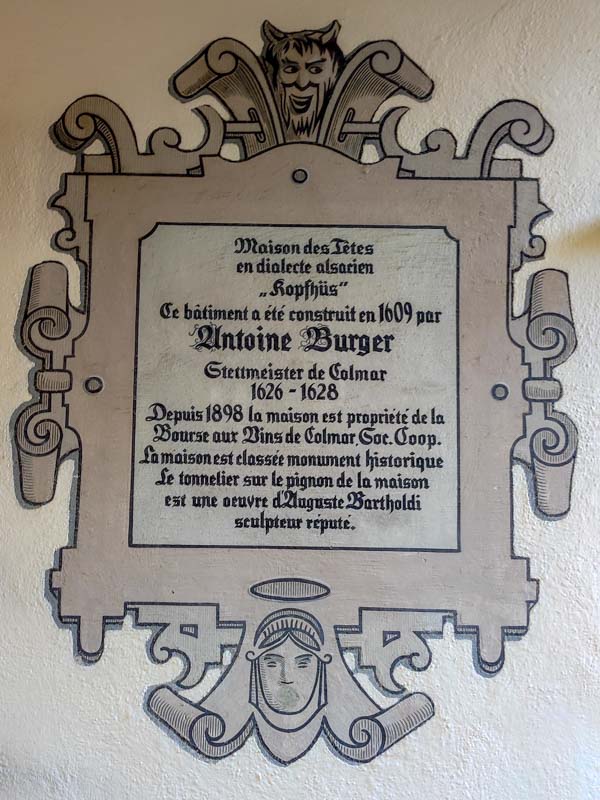 Maison des Têtes
en dialecte alsacien
„Kopfhüs"
Ce bâtiment a été construit en 1609 par
Antoine Burger
Stettmeister de Colmar
1626 - 1628
Depuis 1898 la maison est propriété de la
Bourse aux Vins de Colmar, Soc. Coop.
La maison est classée monument historique
Le tonnelier sur le pignon de la maison
est une oeuvre d'Auguste Bartholdi
sculpteur réputé.